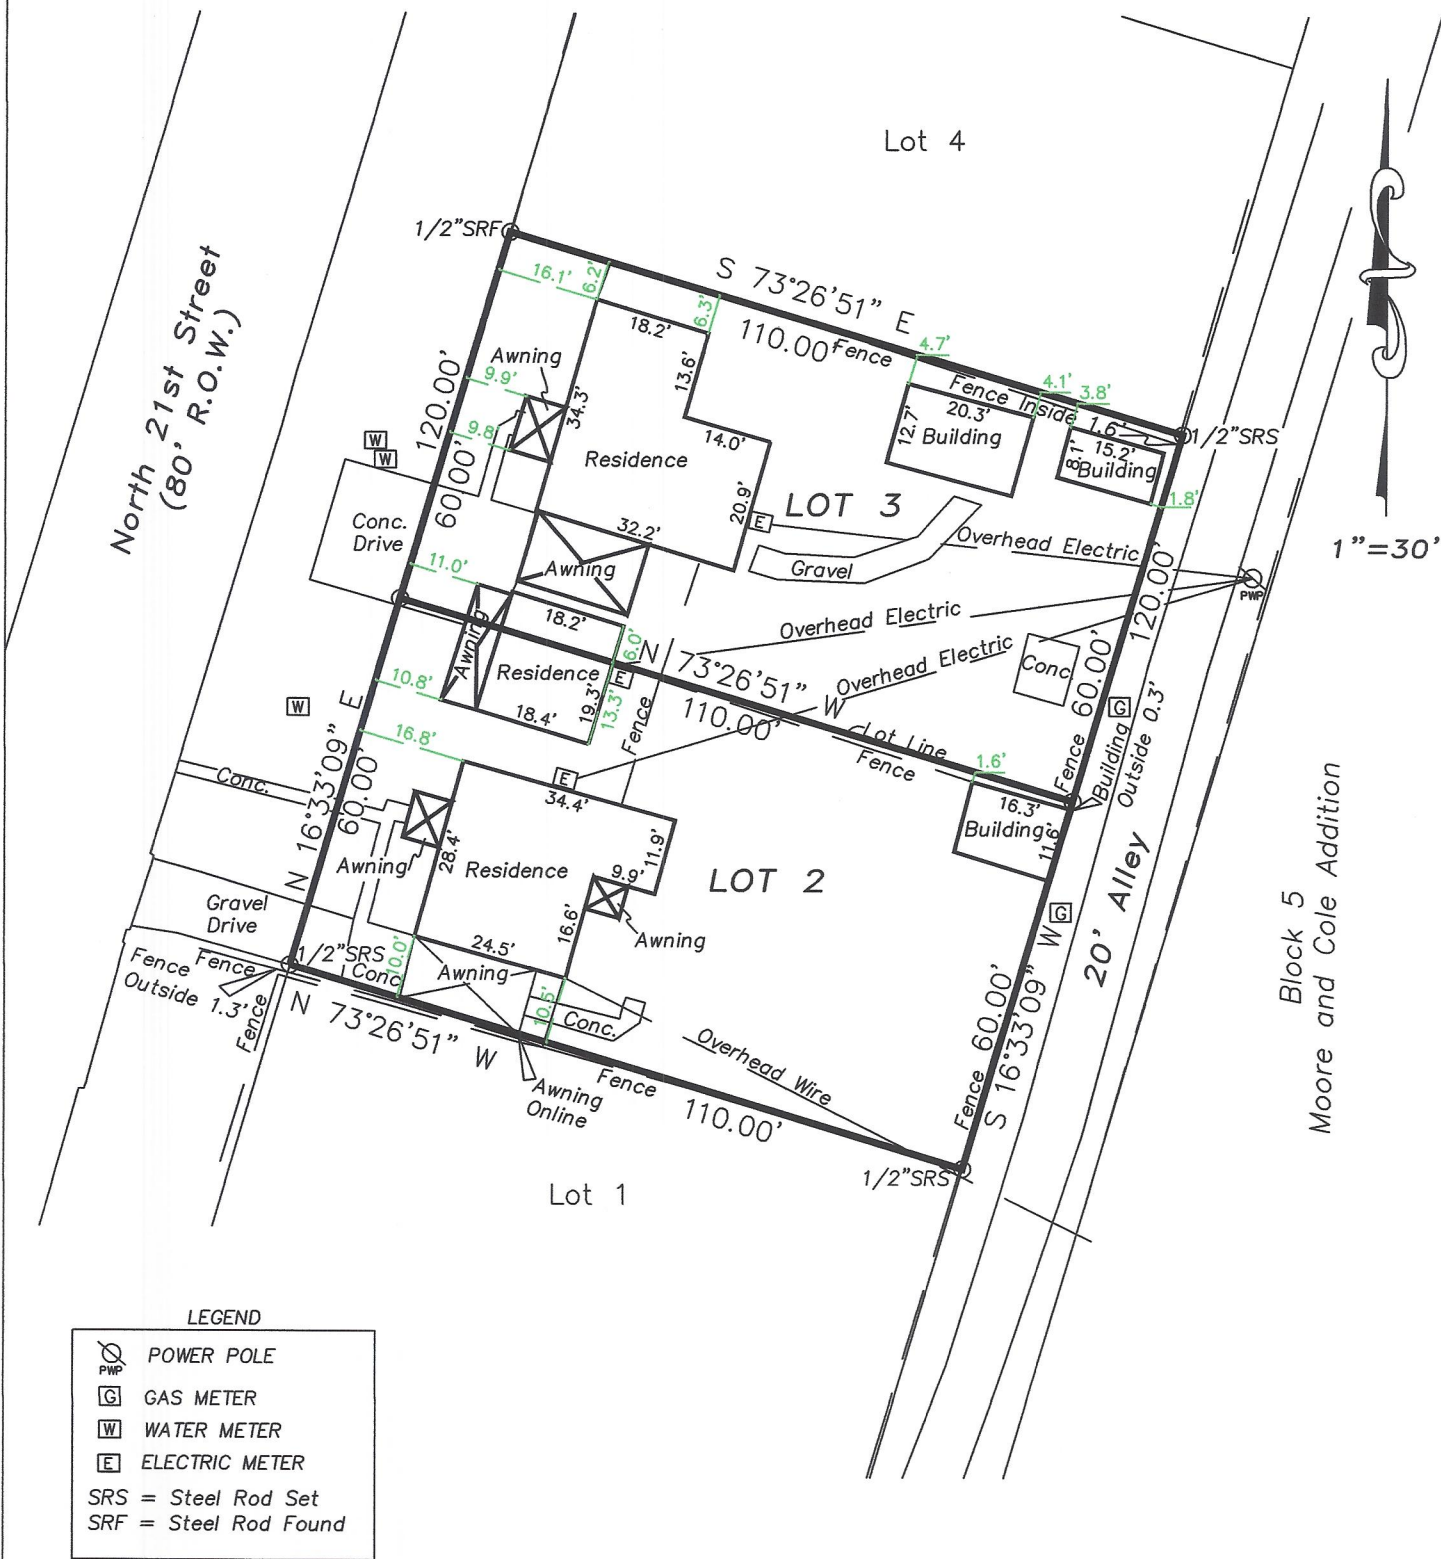 Lot 4
1/2"SRF
North 21st Street
(80' R.O.W.)
16.1'
6.2'
S 73°26'51" E
110.00'
Fence
6.3'
18.2'
13.6'
4.7'
4.1'
3.8'
Fence Inside 1.6'
1/2"SRS
Awning
9.9'
9.8'
34.3'
120.00'
60.00'
20.3'
12.7'
Building
15.2'
8.1'
Building
1.8'
14.0'
Residence
20.9'
LOT 3
E
W
W
Conc.
Drive
32.2'
Awning
Gravel
Overhead Electric
1"=30'
PWP
11.0'
Awning
18.2'
6.0'
Overhead Electric
Overhead Electric
Conc.
60.00'
120.00'
Residence
E
N 73°26'51" W
110.00'
10.8'
18.4'
19.3'
13.3'
Fence
Lot Line
Fence
W
G
Building
Outside 0.3'
Fence
16.8'
N 16°33'09" E
60.00'
E
34.4'
1.6'
16.3'
Building
11.6'
Conc.
Awning
28.4'
Residence
11.9'
9.9'
16.6'
Awning
LOT 2
20' Alley
Block 5
Moore and Cole Addition
G
Gravel
Drive
Fence
Fence
Outside 1.3'
Fence
1/2"SRS
Conc.
10.0'
24.5'
Awning
10.5'
Conc.
N 73°26'51" W
110.00'
Awning
Online
Fence
Overhead Wire
Fence 60.00'
S 16°33'09" W
1/2"SRS
Lot 1
LEGEND
PWP POWER POLE
G GAS METER
W WATER METER
E ELECTRIC METER
SRS = Steel Rod Set
SRF = Steel Rod Found